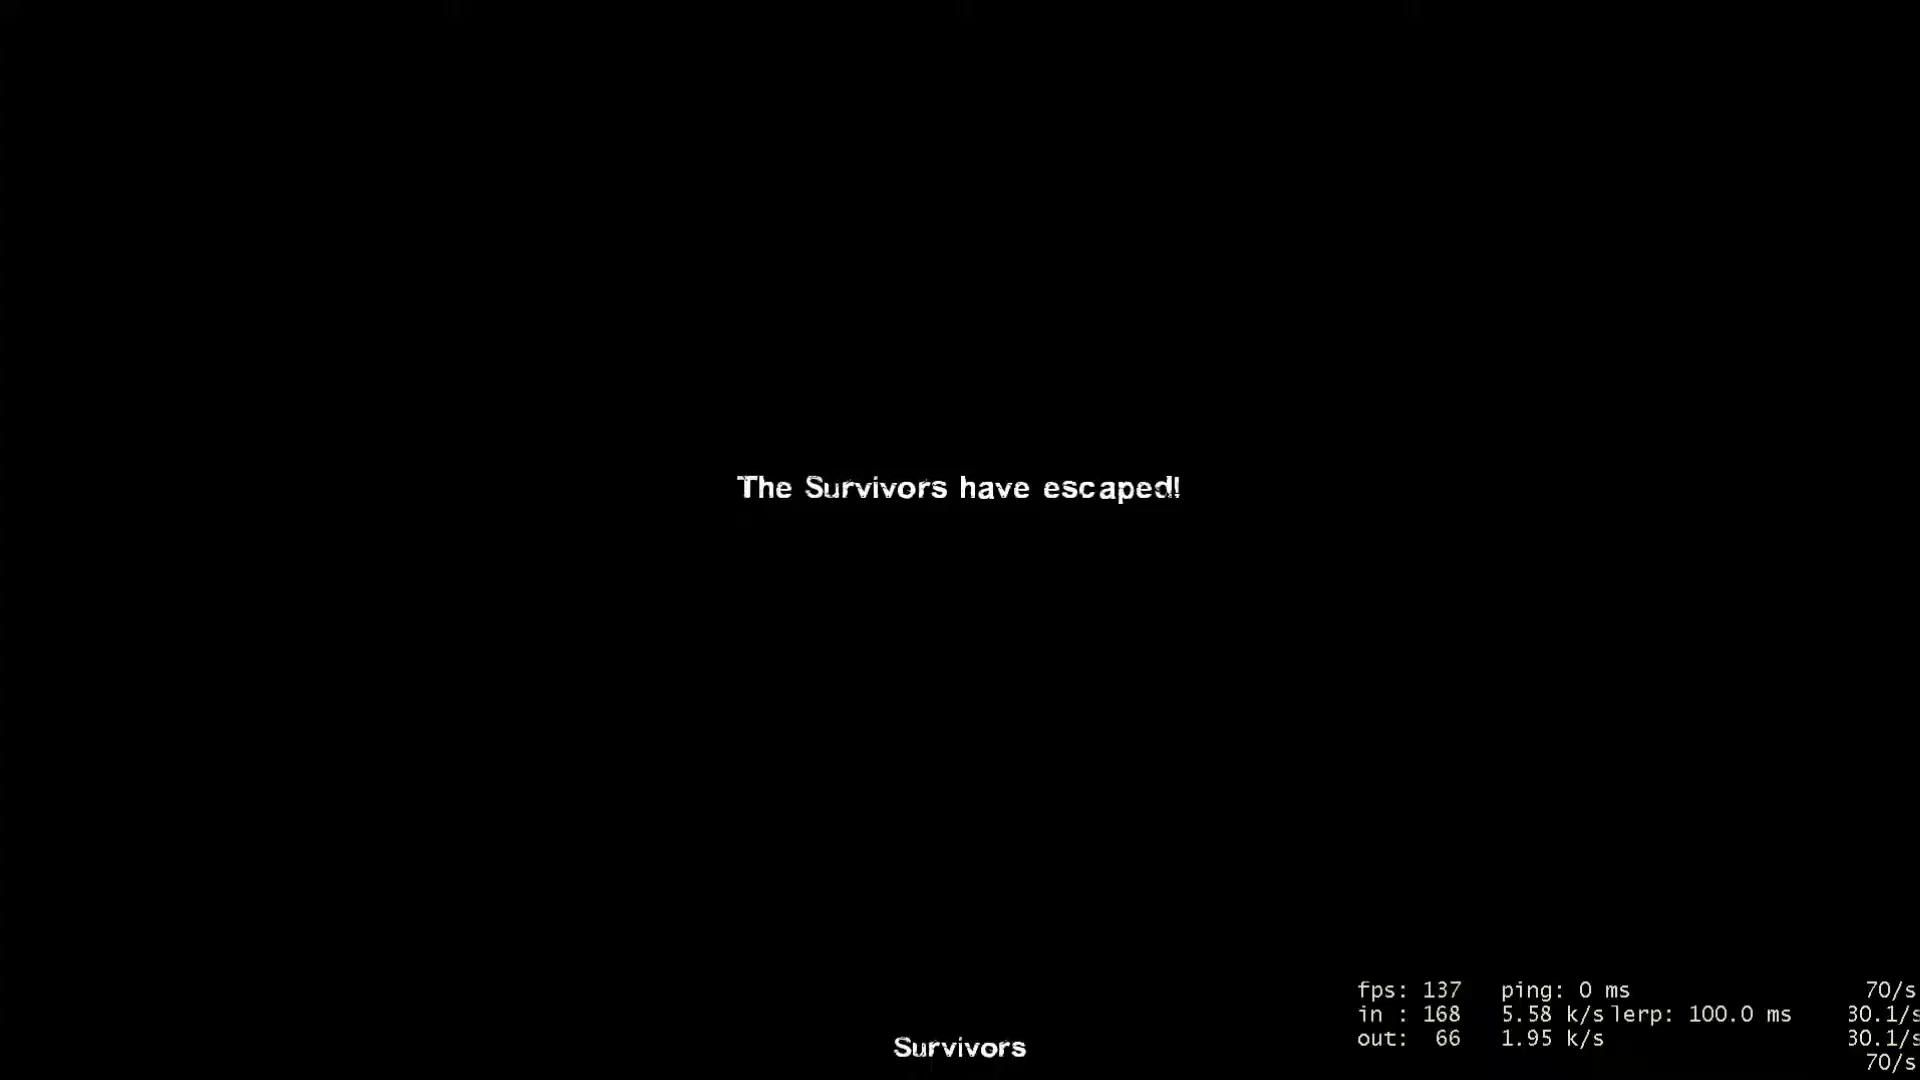 The Survivors have escaped!
fps: 137 ping: 0 ms 70/s
in : 168 5.58 k/s lerp: 100.0 ms 30.1/s
out: 66 1.95 k/s 30.1/s
70/s
Survivors